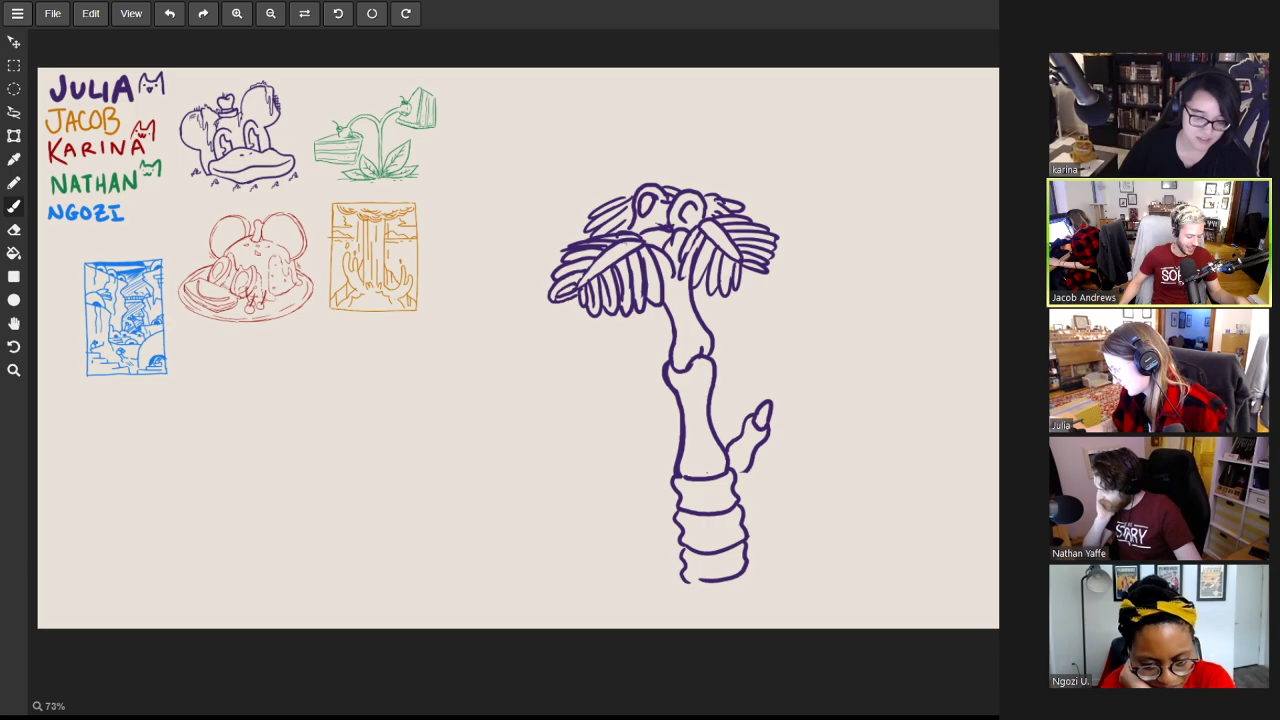 File Edit View
JULIA
JACOB
KARINA
NATHAN
NGOZI
karina
Jacob Andrews
Julia
Nathan Yaffe
Ngozi U.
73%